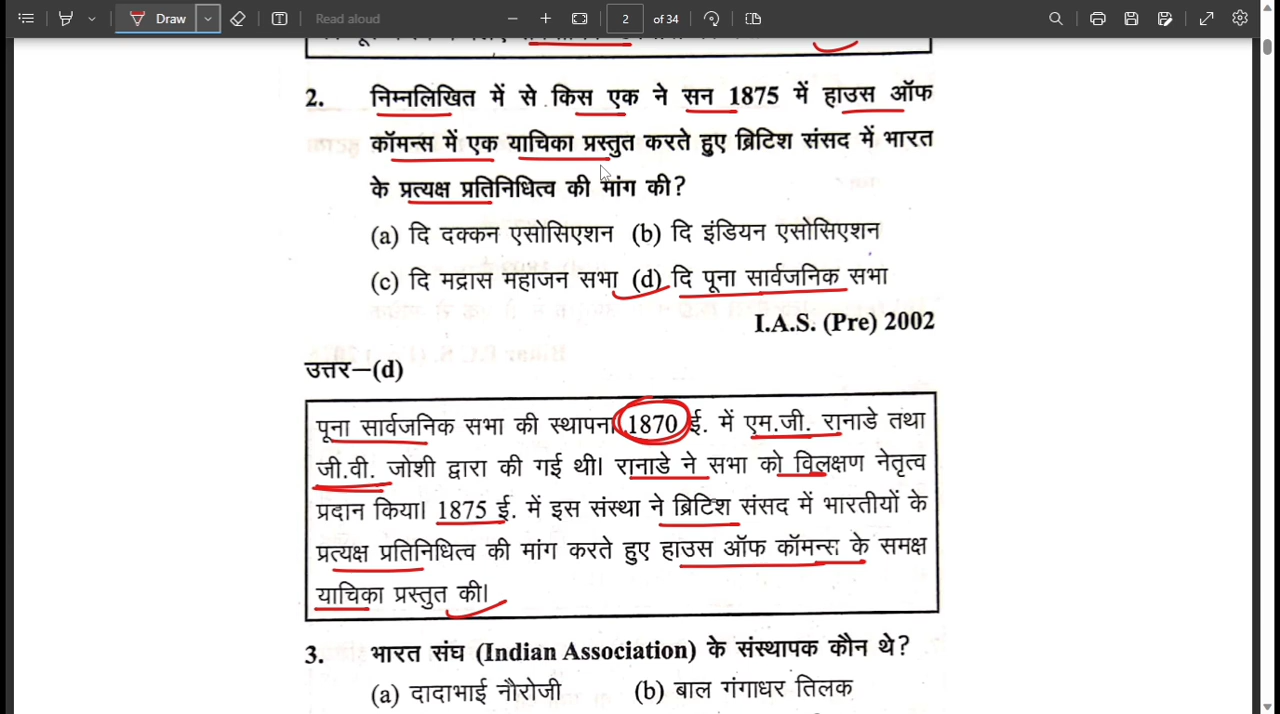 Draw
Read aloud
2 of 34
2. निम्नलिखित में से किस एक ने सन 1875 में हाउस ऑफ
कॉमन्स में एक याचिका प्रस्तुत करते हुए ब्रिटिश संसद में भारत
के प्रत्यक्ष प्रतिनिधित्व की मांग की?
(a) दि दक्कन एसोसिएशन (b) दि इंडियन एसोसिएशन
(c) दि मद्रास महाजन सभा (d) दि पूना सार्वजनिक सभा
I.A.S. (Pre) 2002
उत्तर–(d)
पूना सार्वजनिक सभा की स्थापना 1870 ई. में एम.जी. रानाडे तथा
जी.वी. जोशी द्वारा की गई थी। रानाडे ने सभा को विलक्षण नेतृत्व
प्रदान किया। 1875 ई. में इस संस्था ने ब्रिटिश संसद में भारतीयों के
प्रत्यक्ष प्रतिनिधित्व की मांग करते हुए हाउस ऑफ कॉमन्स के समक्ष
याचिका प्रस्तुत की।
3. भारत संघ (Indian Association) के संस्थापक कौन थे?
(a) दादाभाई नौरोजी (b) बाल गंगाधर तिलक